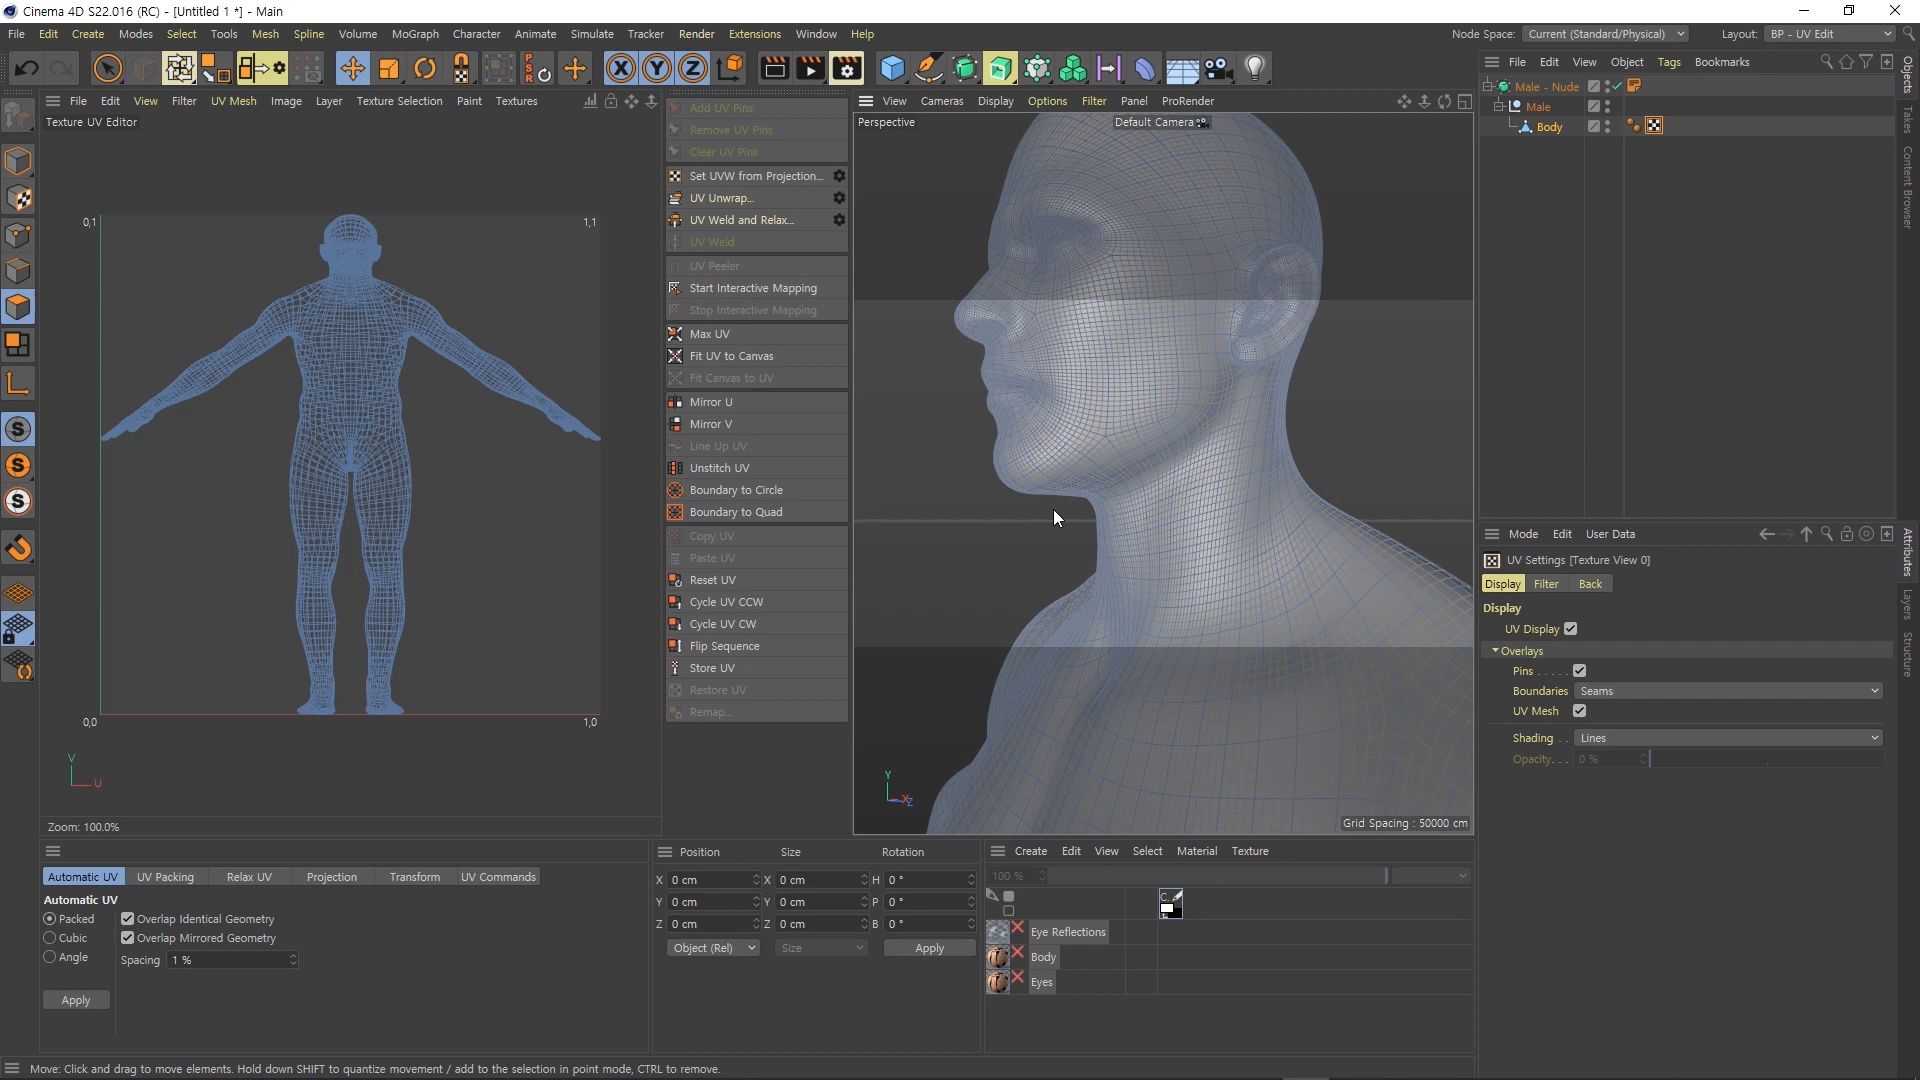 Cinema 4D S22.016 (RC) - [Untitled 1 *] - Main
File Edit Create Modes Select Tools Mesh Spline Volume MoGraph Character Animate Simulate Tracker Render Extensions Window Help
Node Space: Current (Standard/Physical) Layout: BP - UV Edit
File Edit View Filter UV Mesh Image Layer Texture Selection Paint Textures
Texture UV Editor
0,1 1,1
0,0 1,0
V
U
Zoom: 100.0%
Add UV Pins
Remove UV Pins
Clear UV Pins
Set UVW from Projection...
UV Unwrap...
UV Weld and Relax...
UV Weld
UV Peeler
Start Interactive Mapping
Stop Interactive Mapping
Max UV
Fit UV to Canvas
Fit Canvas to UV
Mirror U
Mirror V
Line Up UV
Unstitch UV
Boundary to Circle
Boundary to Quad
Copy UV
Paste UV
Reset UV
Cycle UV CCW
Cycle UV CW
Flip Sequence
Store UV
Restore UV
Remap...
View Cameras Display Options Filter Panel ProRender
Perspective Default Camera
Y
X Z
Grid Spacing : 50000 cm
File Edit View Object Tags Bookmarks
Male - Nude
Male
Body
Objects
Takes
Content Browser
Mode Edit User Data
UV Settings [Texture View 0]
Display Filter Back
Display
UV Display
Overlays
Pins . . . . .
Boundaries Seams
UV Mesh
Shading . . Lines
Opacity. . . 0 %
Attributes
Layers
Structure
Automatic UV UV Packing Relax UV Projection Transform UV Commands
Automatic UV
Packed Overlap Identical Geometry
Cubic Overlap Mirrored Geometry
Angle Spacing 1 %
Apply
Position Size Rotation
X 0 cm X 0 cm H 0 °
Y 0 cm Y 0 cm P 0 °
Z 0 cm Z 0 cm B 0 °
Object (Rel) Size Apply
Create Edit View Select Material Texture
100 %
C.
Eye Reflections
Body
Eyes
Move: Click and drag to move elements. Hold down SHIFT to quantize movement / add to the selection in point mode, CTRL to remove.